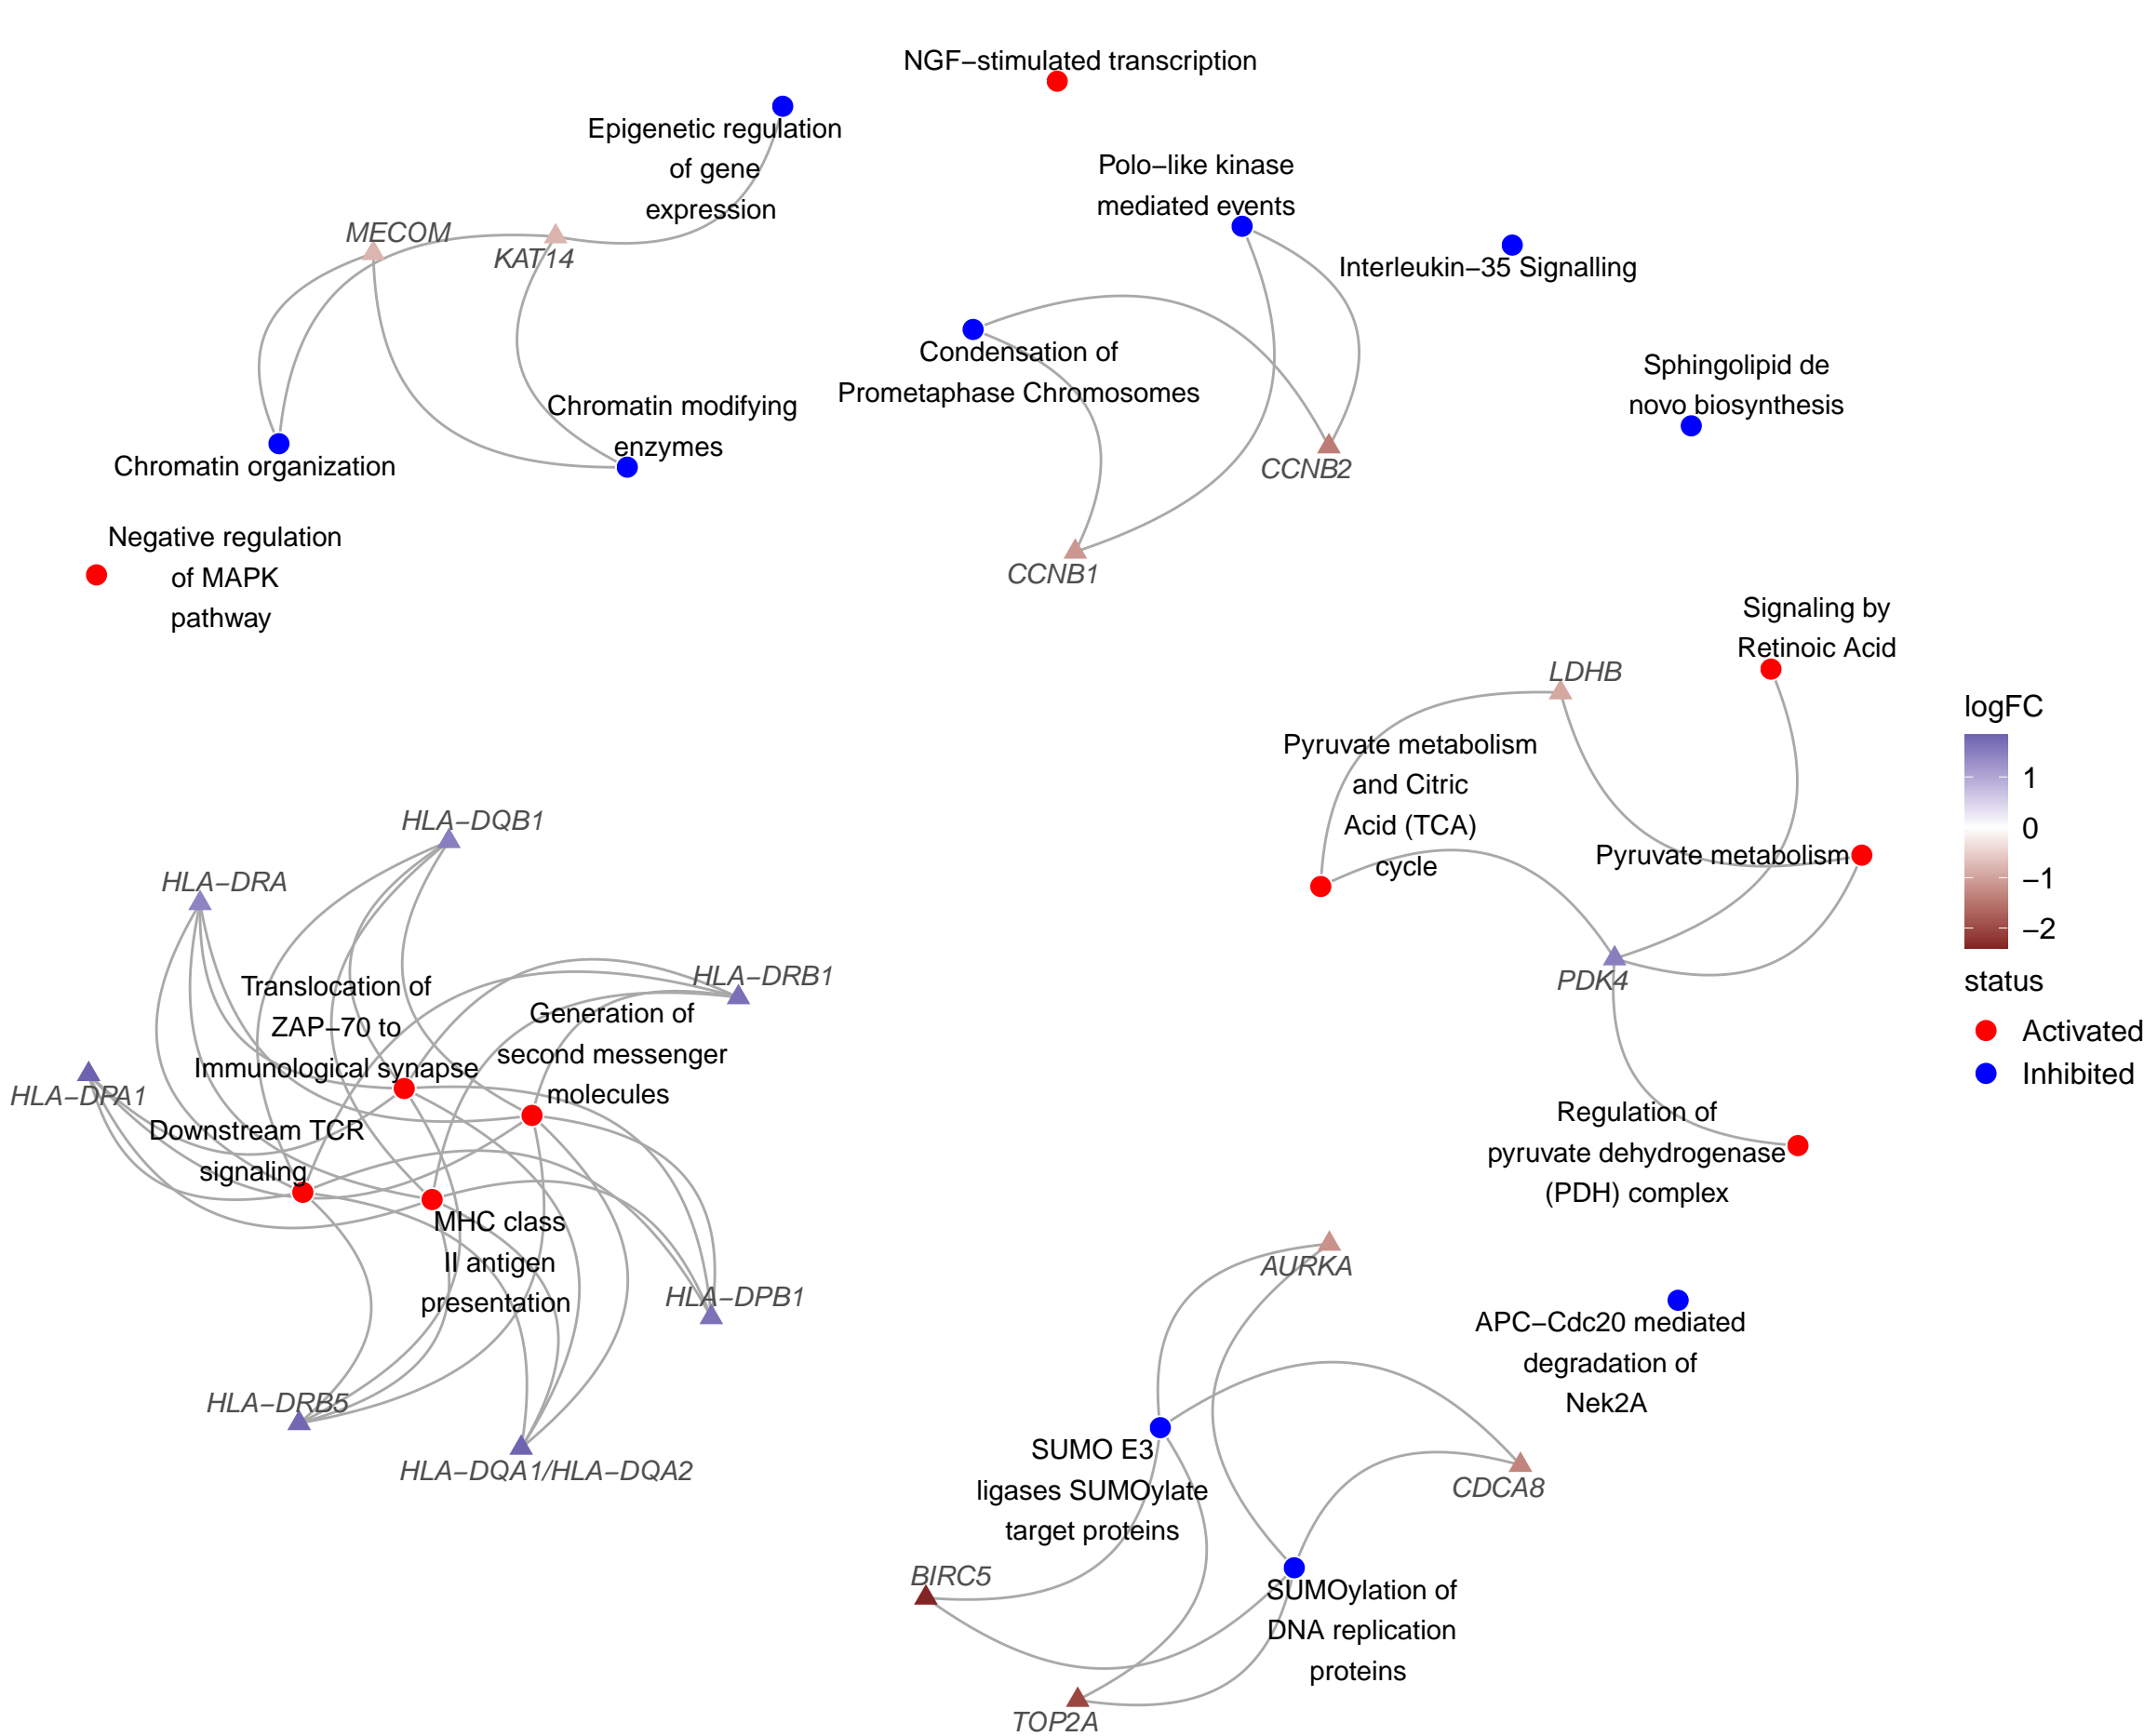 NGF−stimulated transcription
Epigenetic regulation
of gene
expression
Polo−like kinase
mediated events
MECOM
KAT14
Interleukin−35 Signalling
Condensation of
Prometaphase Chromosomes
Sphingolipid de
novo biosynthesis
Chromatin modifying
enzymes
Chromatin organization
CCNB2
Negative regulation
of MAPK
pathway
CCNB1
Signaling by
Retinoic Acid
LDHB
Pyruvate metabolism
and Citric
Acid (TCA)
cycle
Pyruvate metabolism
PDK4
logFC
1
0
−1
−2
status
Activated
Inhibited
HLA−DQB1
HLA−DRA
HLA−DRB1
Translocation of
ZAP−70 to
Immunological synapse
Generation of
second messenger
molecules
HLA−DPA1
Downstream TCR
signaling
MHC class
II antigen
presentation
HLA−DPB1
HLA−DRB5
HLA−DQA1/HLA−DQA2
Regulation of
pyruvate dehydrogenase
(PDH) complex
AURKA
APC−Cdc20 mediated
degradation of
Nek2A
SUMO E3
ligases SUMOylate
target proteins
CDCA8
BIRC5
SUMOylation of
DNA replication
proteins
TOP2A